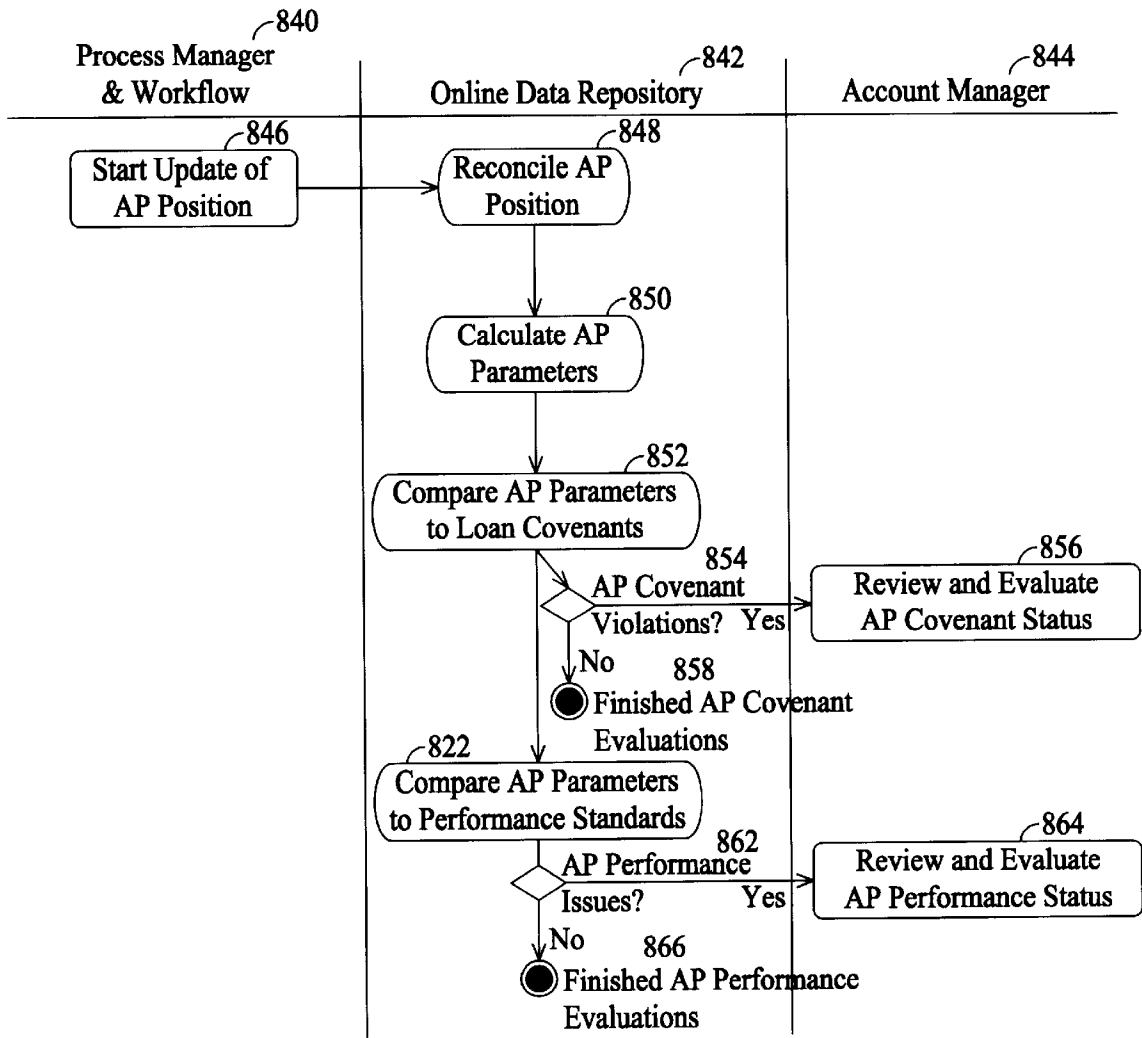 840
Process Manager
& Workflow
842
Online Data Repository
844
Account Manager
846
Start Update of
AP Position
848
Reconcile AP
Position
850
Calculate AP
Parameters
852
Compare AP Parameters
to Loan Covenants
854
AP Covenant
Violations? Yes
856
Review and Evaluate
AP Covenant Status
No
858
Finished AP Covenant
Evaluations
822
Compare AP Parameters
to Performance Standards
862
AP Performance
Issues? Yes
864
Review and Evaluate
AP Performance Status
No
866
Finished AP Performance
Evaluations